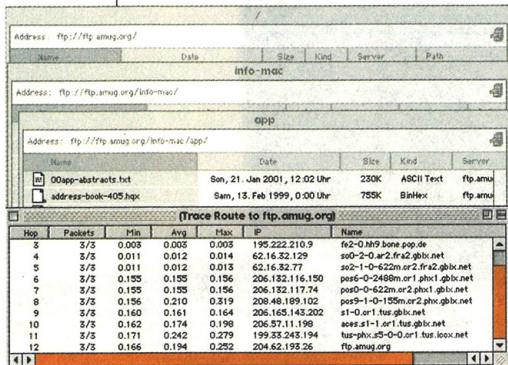 /
Address: ftp://ftp.amug.org/
Name Date Size Kind Server Path
info-mac
Address: ftp://ftp.amug.org/info-mac/
app
Address: ftp://ftp.amug.org/info-mac/app/
Name Date Size Kind Server
00app-abstracts.txt Son, 21. Jan 2001, 12:02 Uhr 230K ASCII Text ftp.amu
address-book-405.hqx Sam, 13. Feb 1999, 0:00 Uhr 755K BinHex ftp.amu
(Trace Route to ftp.amug.org)
Hop Packets Min Avg Max IP Name
3 3/3 0.003 0.003 0.003 195.222.210.9 fe2-0.hh9.bone.pop.de
4 3/3 0.011 0.012 0.014 62.16.32.129 so0-2-0.ar2.fra2.gblx.net
5 3/3 0.011 0.012 0.013 62.16.32.77 so2-1-0-622m.cr2.fra2.gblx.net
6 3/3 0.155 0.155 0.156 206.132.116.150 pos6-0-2488m.cr1.phx1.gblx.net
7 3/3 0.155 0.155 0.156 206.132.117.74 pos0-0-622m.cr2.phx1.gblx.net
8 3/3 0.156 0.210 0.319 208.48.189.102 pos9-1-0-155m.cr2.phx.gblx.net
9 3/3 0.160 0.161 0.164 206.165.143.202 s1-0.cr1.tus.gblx.net
10 3/3 0.162 0.174 0.198 206.57.11.198 aces.s1-1.cr1.tus.gblx.net
11 3/3 0.171 0.242 0.279 199.33.243.194 tus-phx.s5-0-0.cr1.tus.icox.net
12 3/3 0.166 0.194 0.252 204.62.193.26 ftp.amug.org